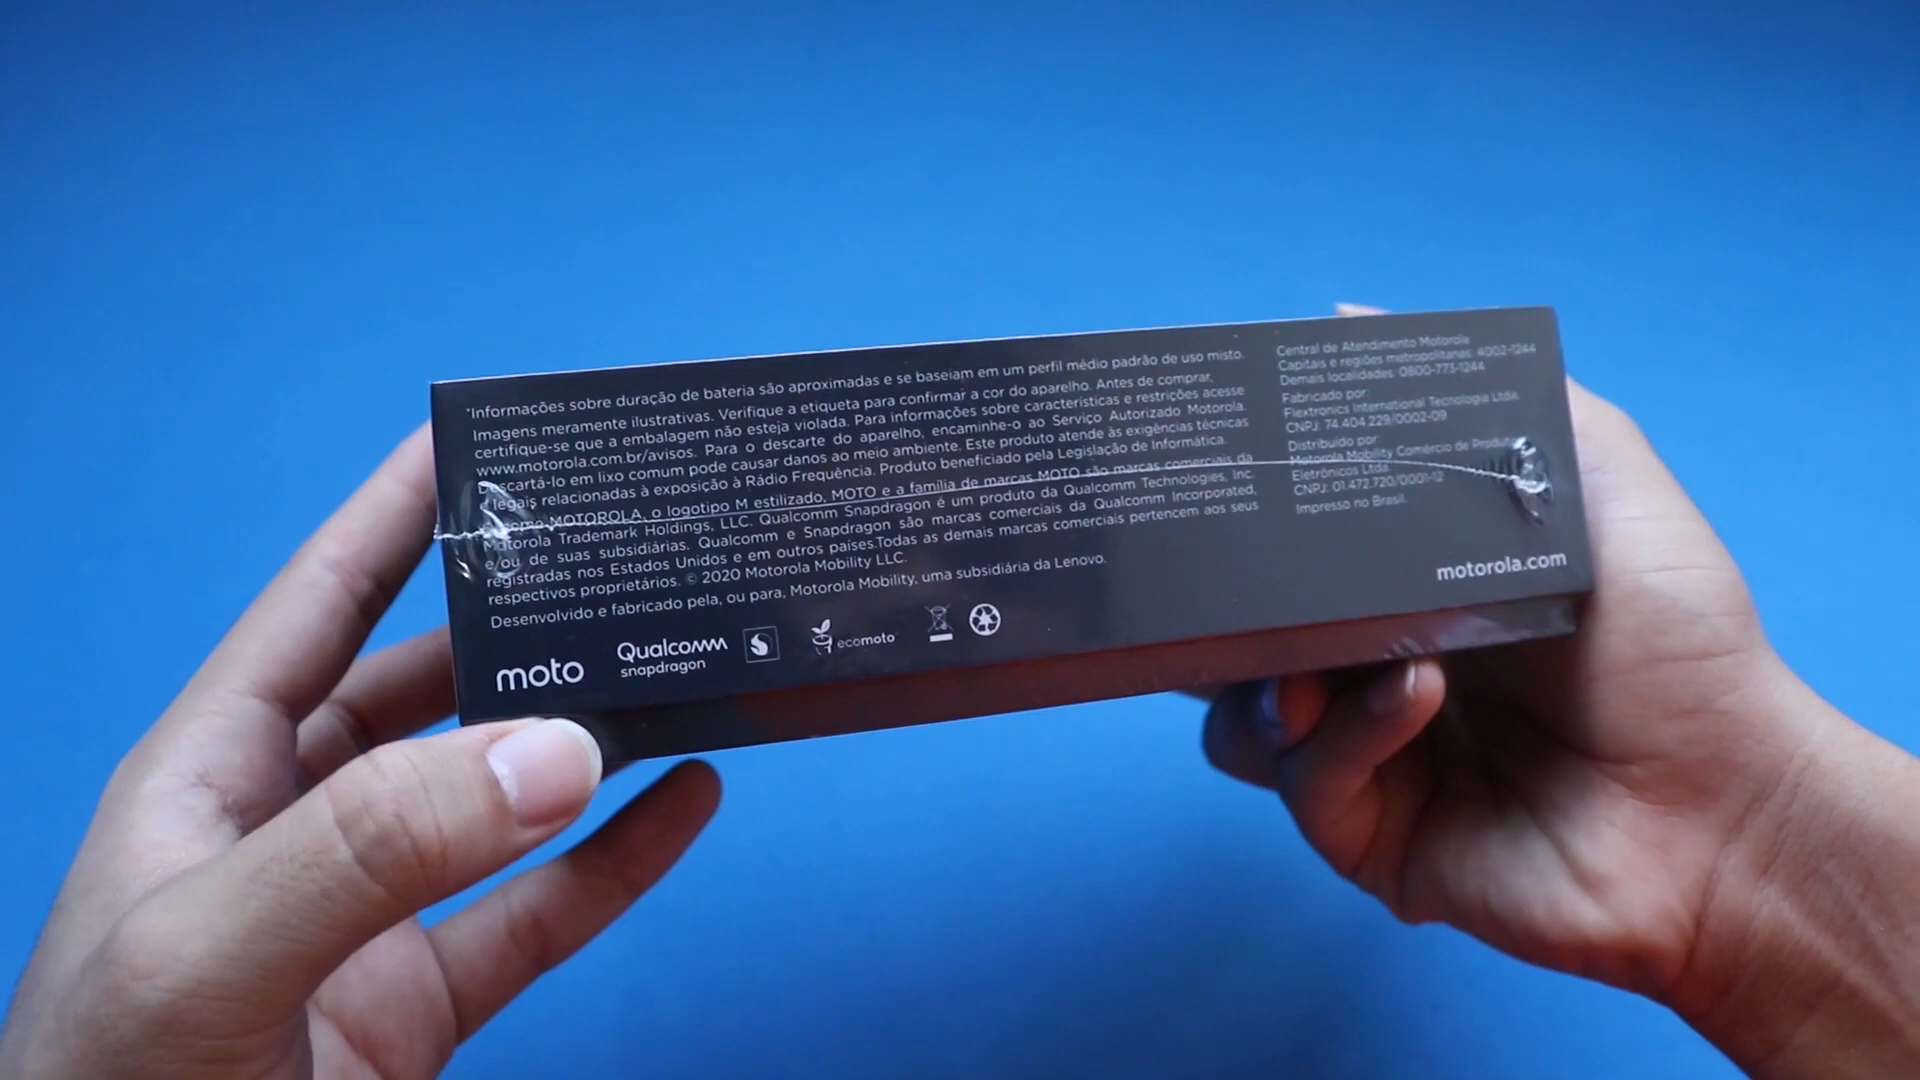 *Informações sobre duração de bateria são aproximadas e se baseiam em um perfil médio padrão de uso misto.
Imagens meramente ilustrativas. Verifique a etiqueta para confirmar a cor do aparelho. Antes de comprar,
certifique-se que a embalagem não esteja violada. Para informações sobre características e restrições acesse
www.motorola.com.br/avisos. Para o descarte do aparelho, encaminhe-o ao Serviço Autorizado Motorola.
Descartá-lo em lixo comum pode causar danos ao meio ambiente. Este produto atende às exigências técnicas
legais relacionadas à exposição à Rádio Frequência. Produto beneficiado pela Legislação de Informática.
como MOTOROLA, o logotipo M estilizado, MOTO e a família de marcas MOTO são marcas comerciais da
Motorola Trademark Holdings, LLC. Qualcomm Snapdragon é um produto da Qualcomm Technologies, Inc.
e/ou de suas subsidiárias. Qualcomm e Snapdragon são marcas comerciais da Qualcomm Incorporated,
registradas nos Estados Unidos e em outros países.Todas as demais marcas comerciais pertencem aos seus
respectivos proprietários. © 2020 Motorola Mobility LLC.
Desenvolvido e fabricado pela, ou para, Motorola Mobility, uma subsidiária da Lenovo.
moto
Qualcomm
snapdragon
ecomoto
Central de Atendimento Motorola
Capitais e regiões metropolitanas: 4002-1244
Demais localidades: 0800-773-1244
Fabricado por:
Flextronics International Tecnologia Ltda.
CNPJ: 74.404.229/0002-09
Distribuído por:
Motorola Mobility Comércio de
Eletrônicos Ltda.
CNPJ: 01.472.720/0001-12
Impresso no Brasil.
motorola.com